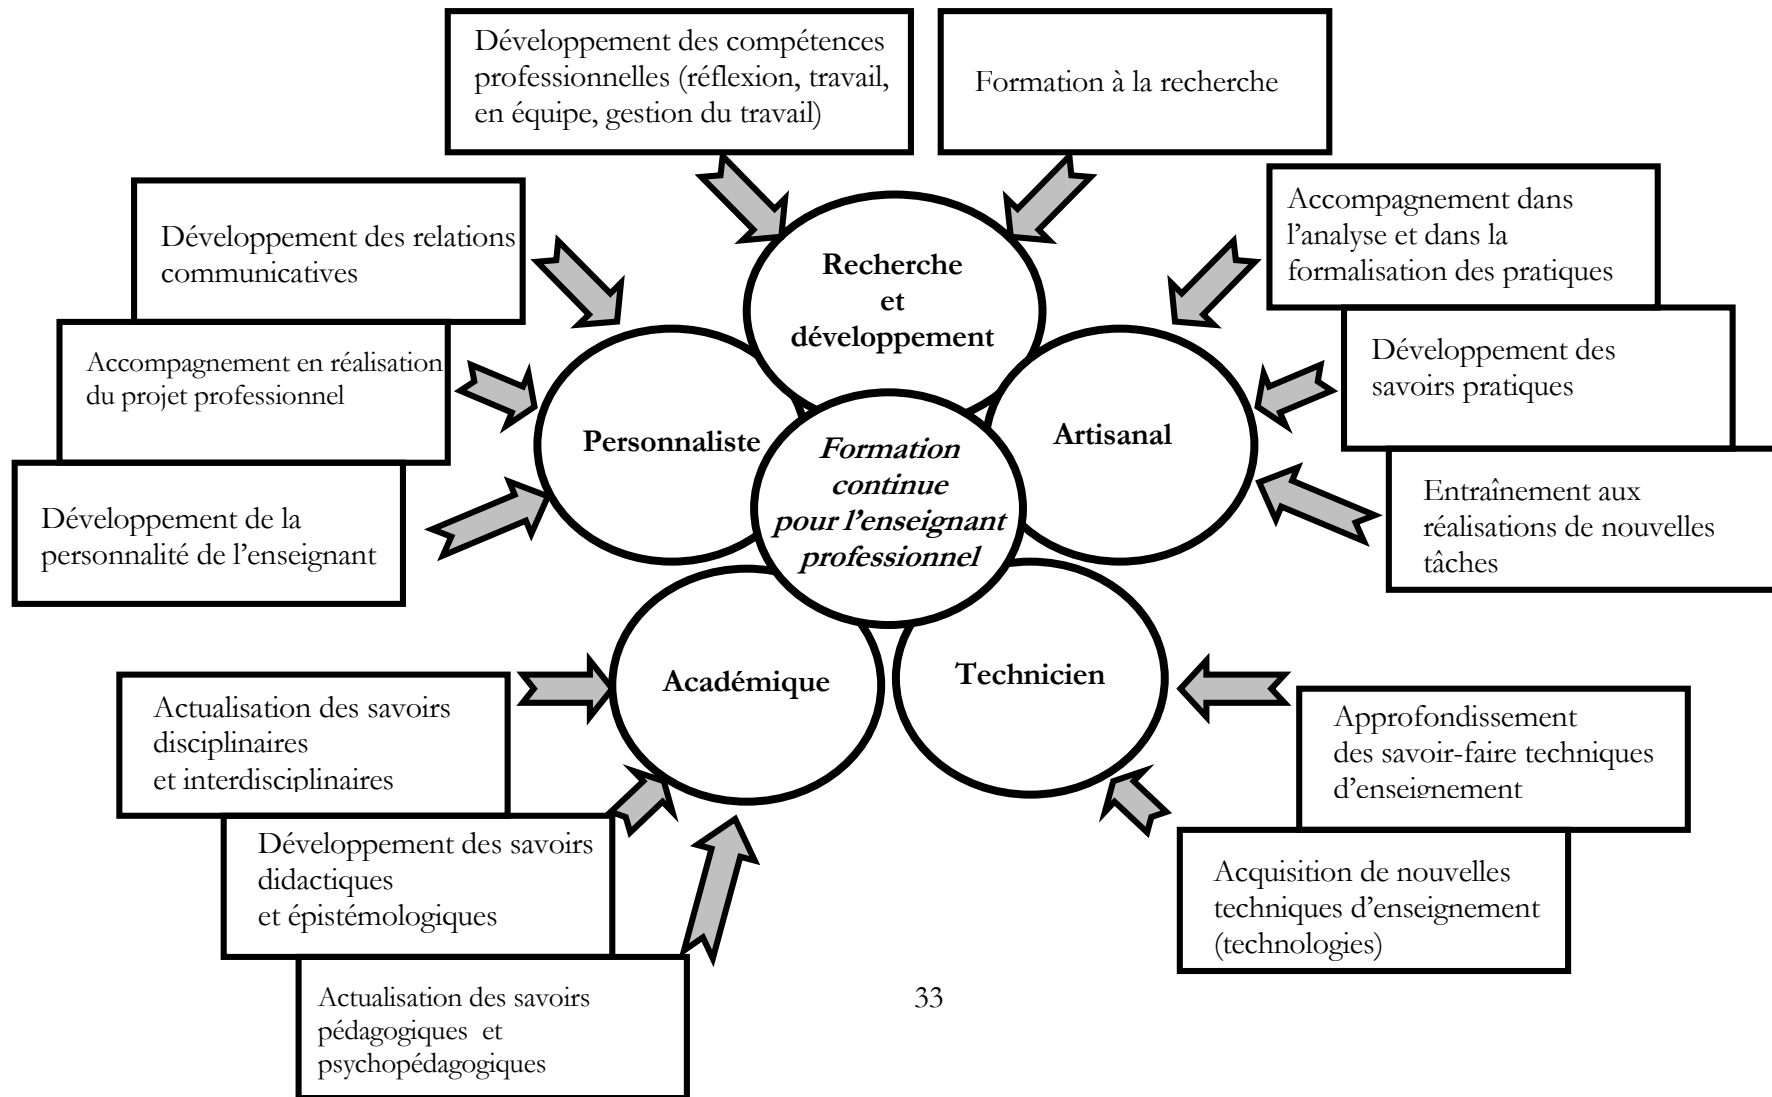 Développement des compétences
professionnelles (réflexion, travail,
en équipe, gestion du travail)
Formation à la recherche
Développement des relations
communicatives
Accompagnement en réalisation
du projet professionnel
Développement de la
personnalité de l’enseignant
Recherche
et
développement
Accompagnement dans
l’analyse et dans la
formalisation des pratiques
Développement des
savoirs pratiques
Entraînement aux
réalisations de nouvelles
tâches
Personnaliste
Formation
continue
pour l’enseignant
professionnel
Artisanal
Académique
Technicien
Actualisation des savoirs
disciplinaires
et interdisciplinaires
Développement des savoirs
didactiques
et épistémologiques
Actualisation des savoirs
pédagogiques et
psychopédagogiques
Approfondissement
des savoir-faire techniques
d’enseignement
Acquisition de nouvelles
techniques d’enseignement
(technologies)
33